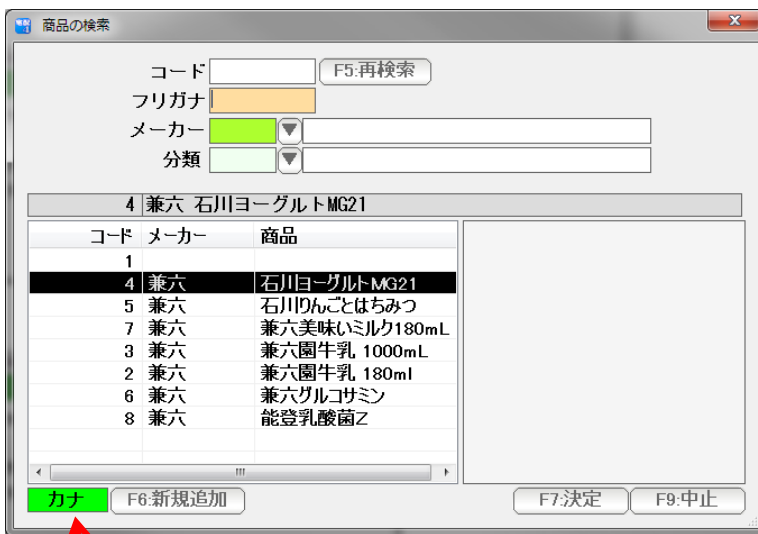 商品の検索
コード F5:再検索
フリガナ
メーカー
分類
4 兼六 石川ヨーグルトMG21
コード メーカー 商品
1
4 兼六 石川ヨーグルトMG21
5 兼六 石川りんごとはちみつ
7 兼六 兼六美味いミルク180mL
3 兼六 兼六園牛乳 1000mL
2 兼六 兼六園牛乳 180ml
6 兼六 兼六グルコサミン
8 兼六 能登乳酸菌Z
カナ F6:新規追加 F7:決定 F9:中止